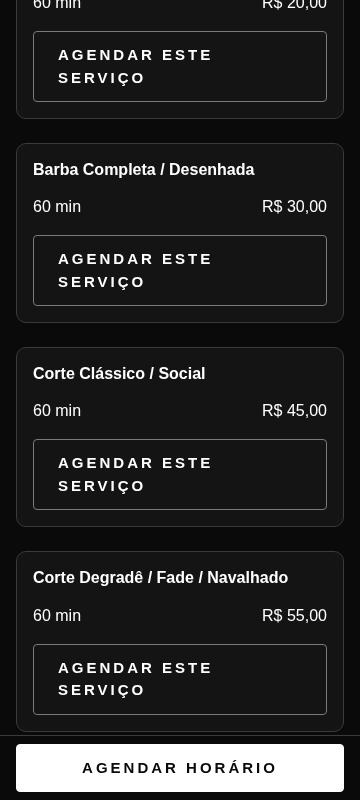 60 min R$ 20,00
AGENDAR ESTE
SERVIÇO
Barba Completa / Desenhada
60 min R$ 30,00
AGENDAR ESTE
SERVIÇO
Corte Clássico / Social
60 min R$ 45,00
AGENDAR ESTE
SERVIÇO
Corte Degradê / Fade / Navalhado
60 min R$ 55,00
AGENDAR ESTE
SERVIÇO
AGENDAR HORÁRIO